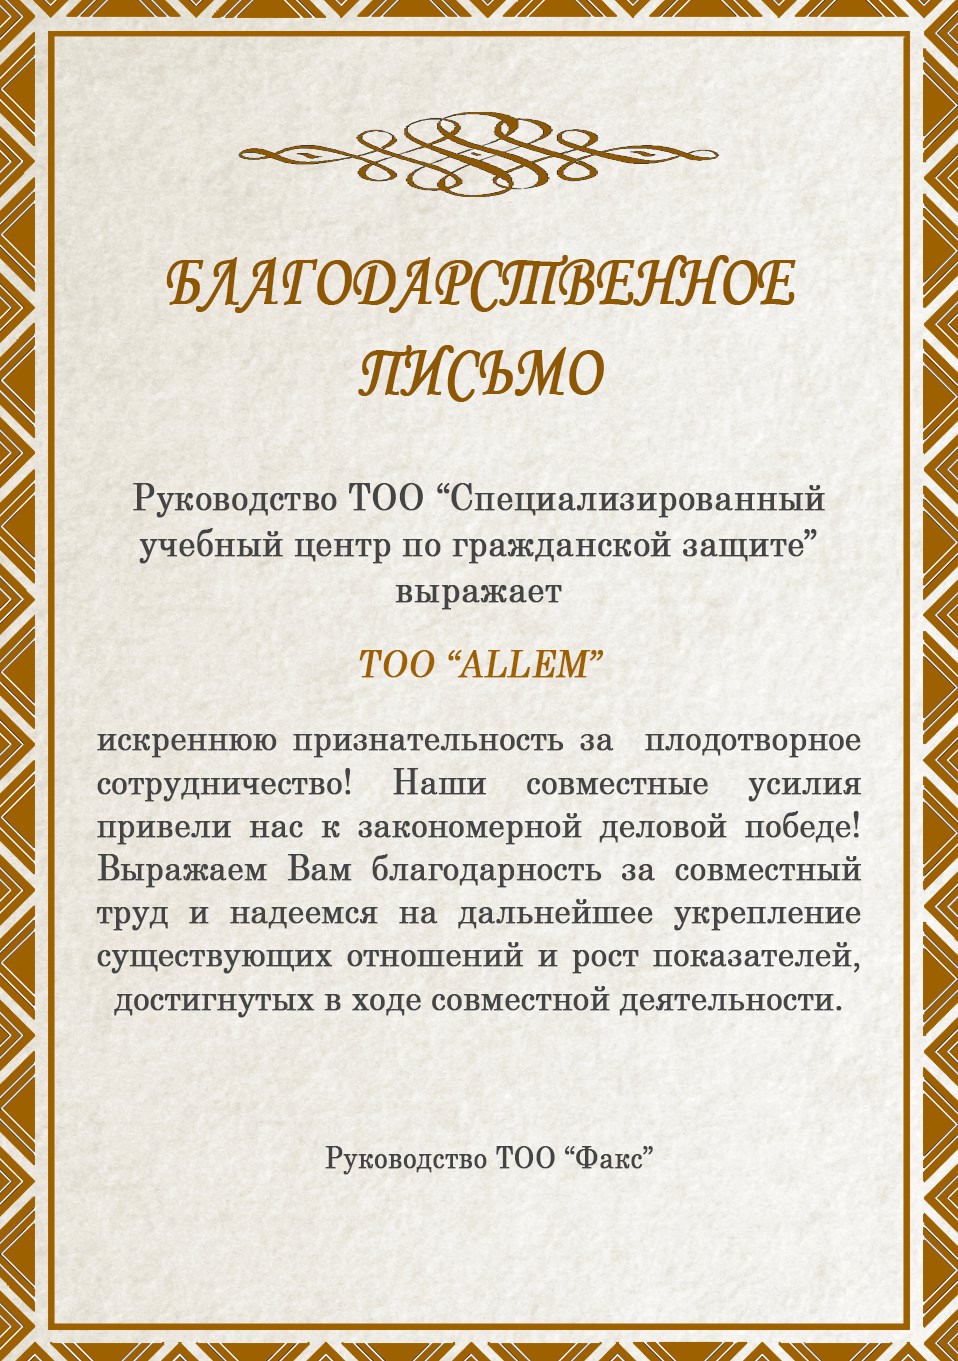 БЛАГОДАРСТВЕННОЕ
ПИСЬМО
Руководство ТОО “Специализированный
учебный центр по гражданской защите”
выражает
ТОО “ALLEM”
искреннюю признательность за плодотворное
сотрудничество! Наши совместные усилия
привели нас к закономерной деловой победе!
Выражаем Вам благодарность за совместный
труд и надеемся на дальнейшее укрепление
существующих отношений и рост показателей,
достигнутых в ходе совместной деятельности.
Руководство ТОО “Факс”